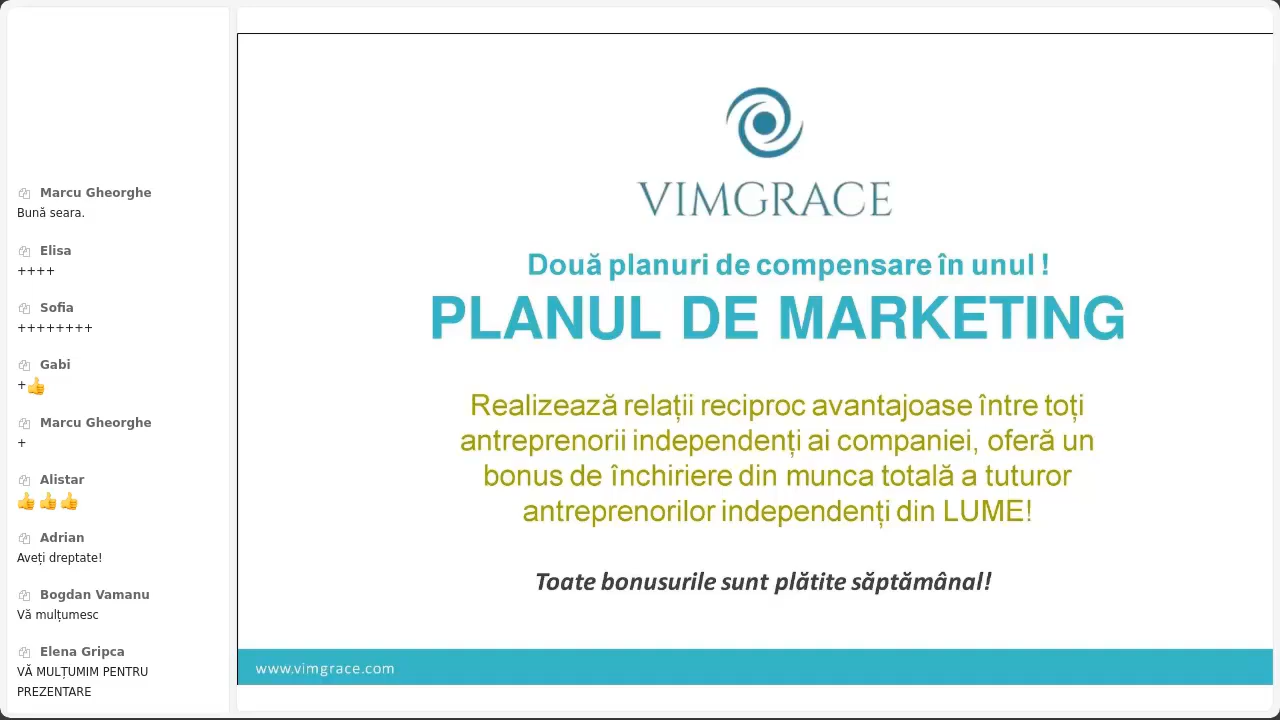 Marcu Gheorghe
Bună seara.
Elisa
++++
Sofia
++++++++
Gabi
+👍
Marcu Gheorghe
+
Alistar
👍👍👍
Adrian
Aveți dreptate!
Bogdan Vamanu
Vă mulțumesc
Elena Gripca
VĂ MULȚUMIM PENTRU
PREZENTARE
VIMGRACE
Două planuri de compensare în unul !
PLANUL DE MARKETING
Realizează relații reciproc avantajoase între toți
antreprenorii independenți ai companiei, oferă un
bonus de închiriere din munca totală a tuturor
antreprenorilor independenți din LUME!
Toate bonusurile sunt plătite săptămânal!
www.vimgrace.com